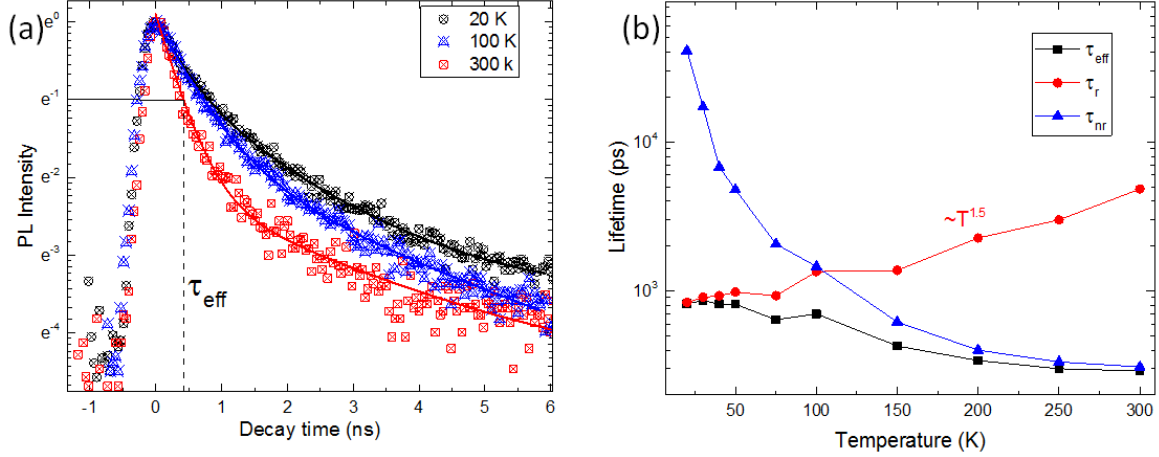 (a)
PL Intensity
e⁰
e⁻¹
e⁻²
e⁻³
e⁻⁴
20 K
100 K
300 k
τeff
-1 0 1 2 3 4 5 6
Decay time (ns)
(b)
Lifetime (ps)
10⁴
10³
τeff
τr
τnr
~T¹·⁵
50 100 150 200 250 300
Temperature (K)